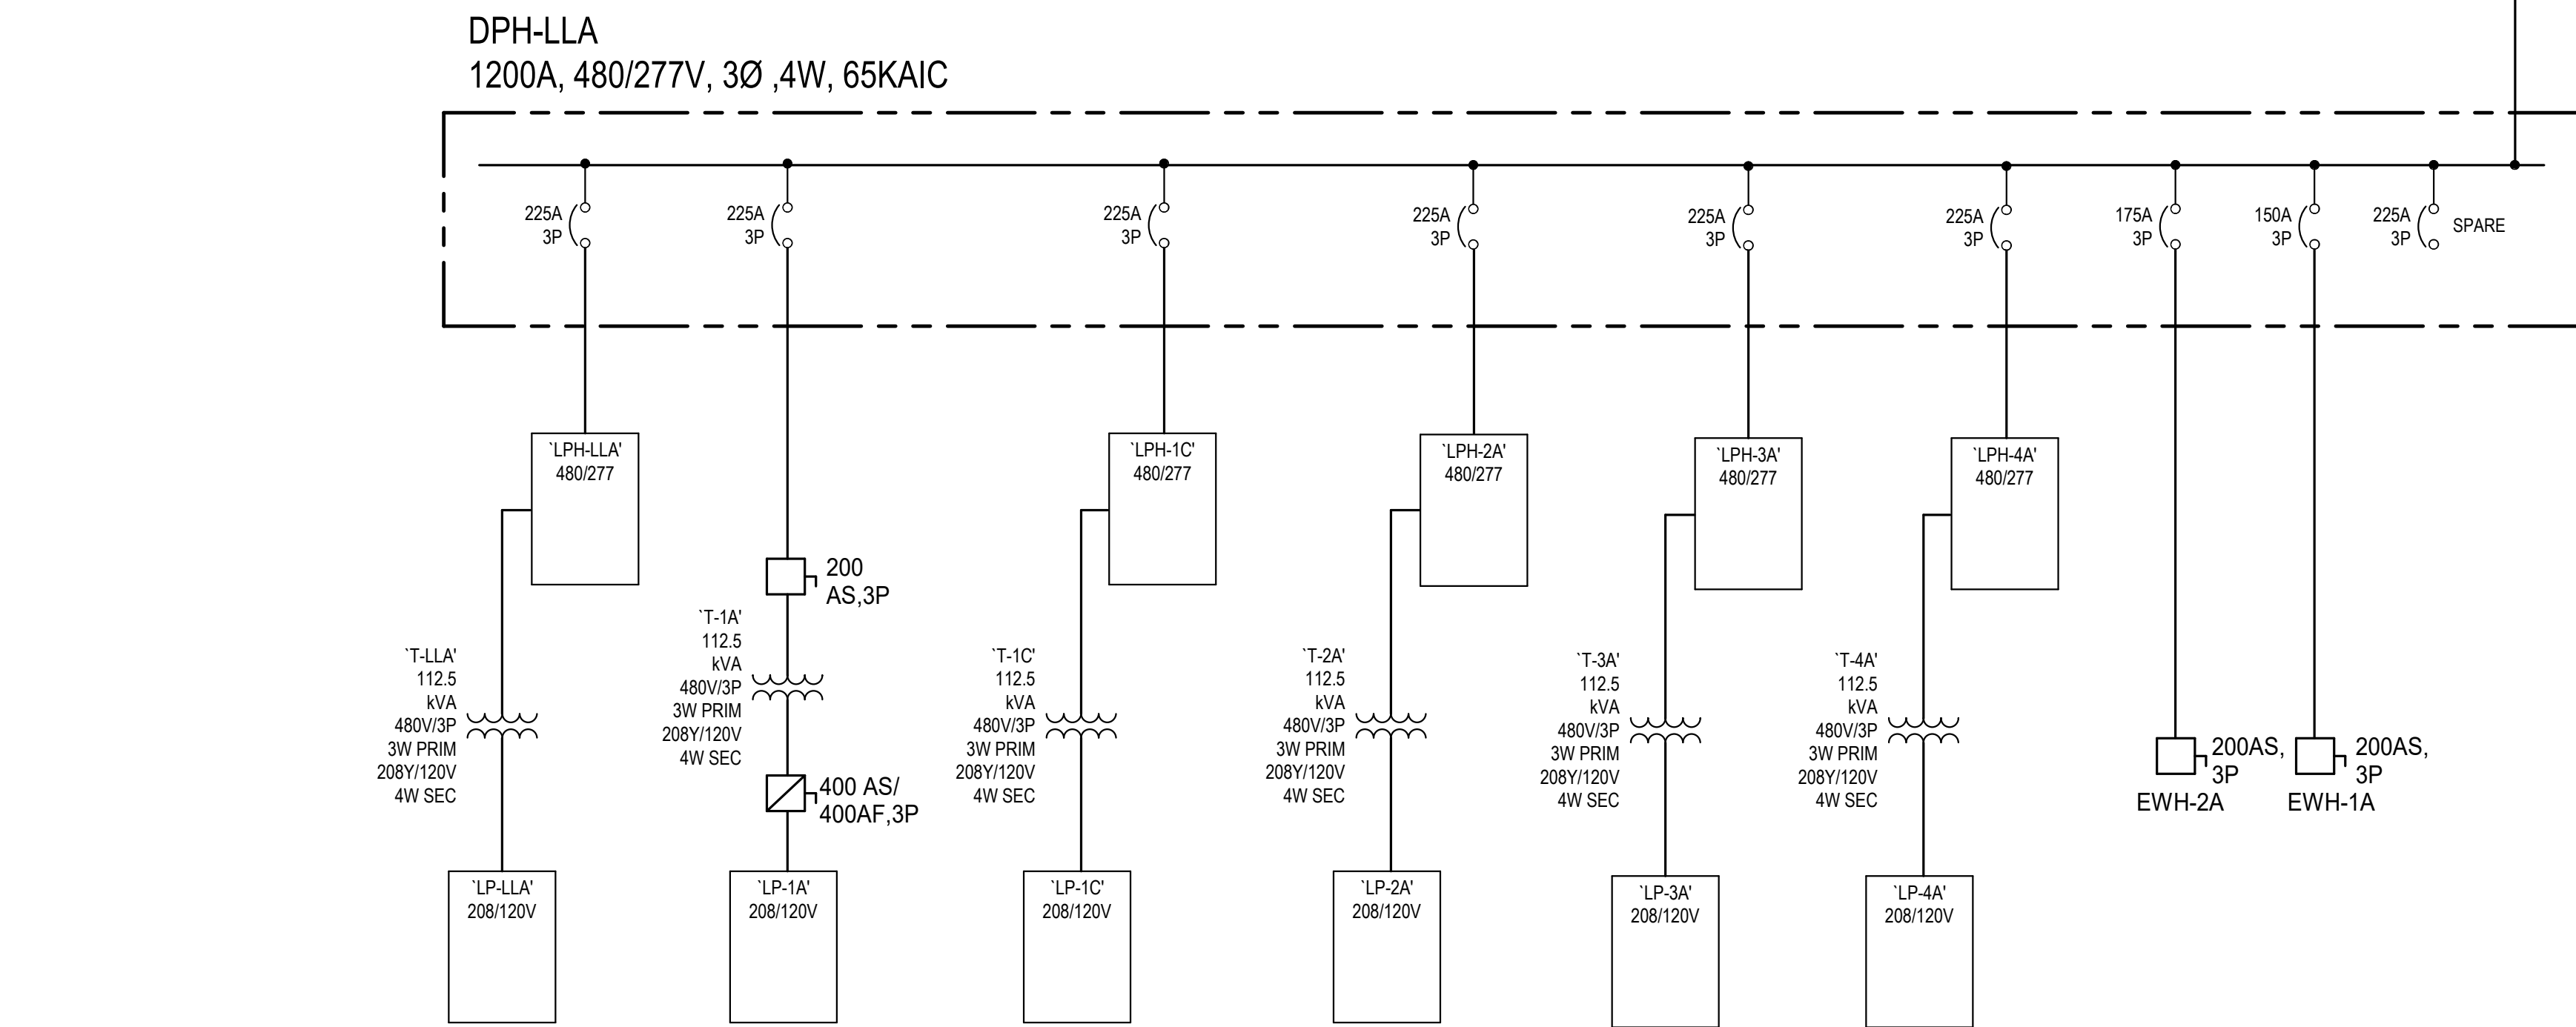 DPH-LLA
1200A, 480/277V, 3Ø ,4W, 65KAIC
225A
3P
225A
3P
225A
3P
225A
3P
225A
3P
225A
3P
175A
3P
150A
3P
225A
3P
SPARE
`LPH-LLA'
480/277
`LPH-1C'
480/277
`LPH-2A'
480/277
`LPH-3A'
480/277
`LPH-4A'
480/277
200
AS,3P
`T-LLA'
112.5
kVA
480V/3P
3W PRIM
208Y/120V
4W SEC
`T-1A'
112.5
kVA
480V/3P
3W PRIM
208Y/120V
4W SEC
400 AS/
400AF,3P
`T-1C'
112.5
kVA
480V/3P
3W PRIM
208Y/120V
4W SEC
`T-2A'
112.5
kVA
480V/3P
3W PRIM
208Y/120V
4W SEC
`T-3A'
112.5
kVA
480V/3P
3W PRIM
208Y/120V
4W SEC
`T-4A'
112.5
kVA
480V/3P
3W PRIM
208Y/120V
4W SEC
200AS,
3P
EWH-2A
200AS,
3P
EWH-1A
`LP-LLA'
208/120V
`LP-1A'
208/120V
`LP-1C'
208/120V
`LP-2A'
208/120V
`LP-3A'
208/120V
`LP-4A'
208/120V